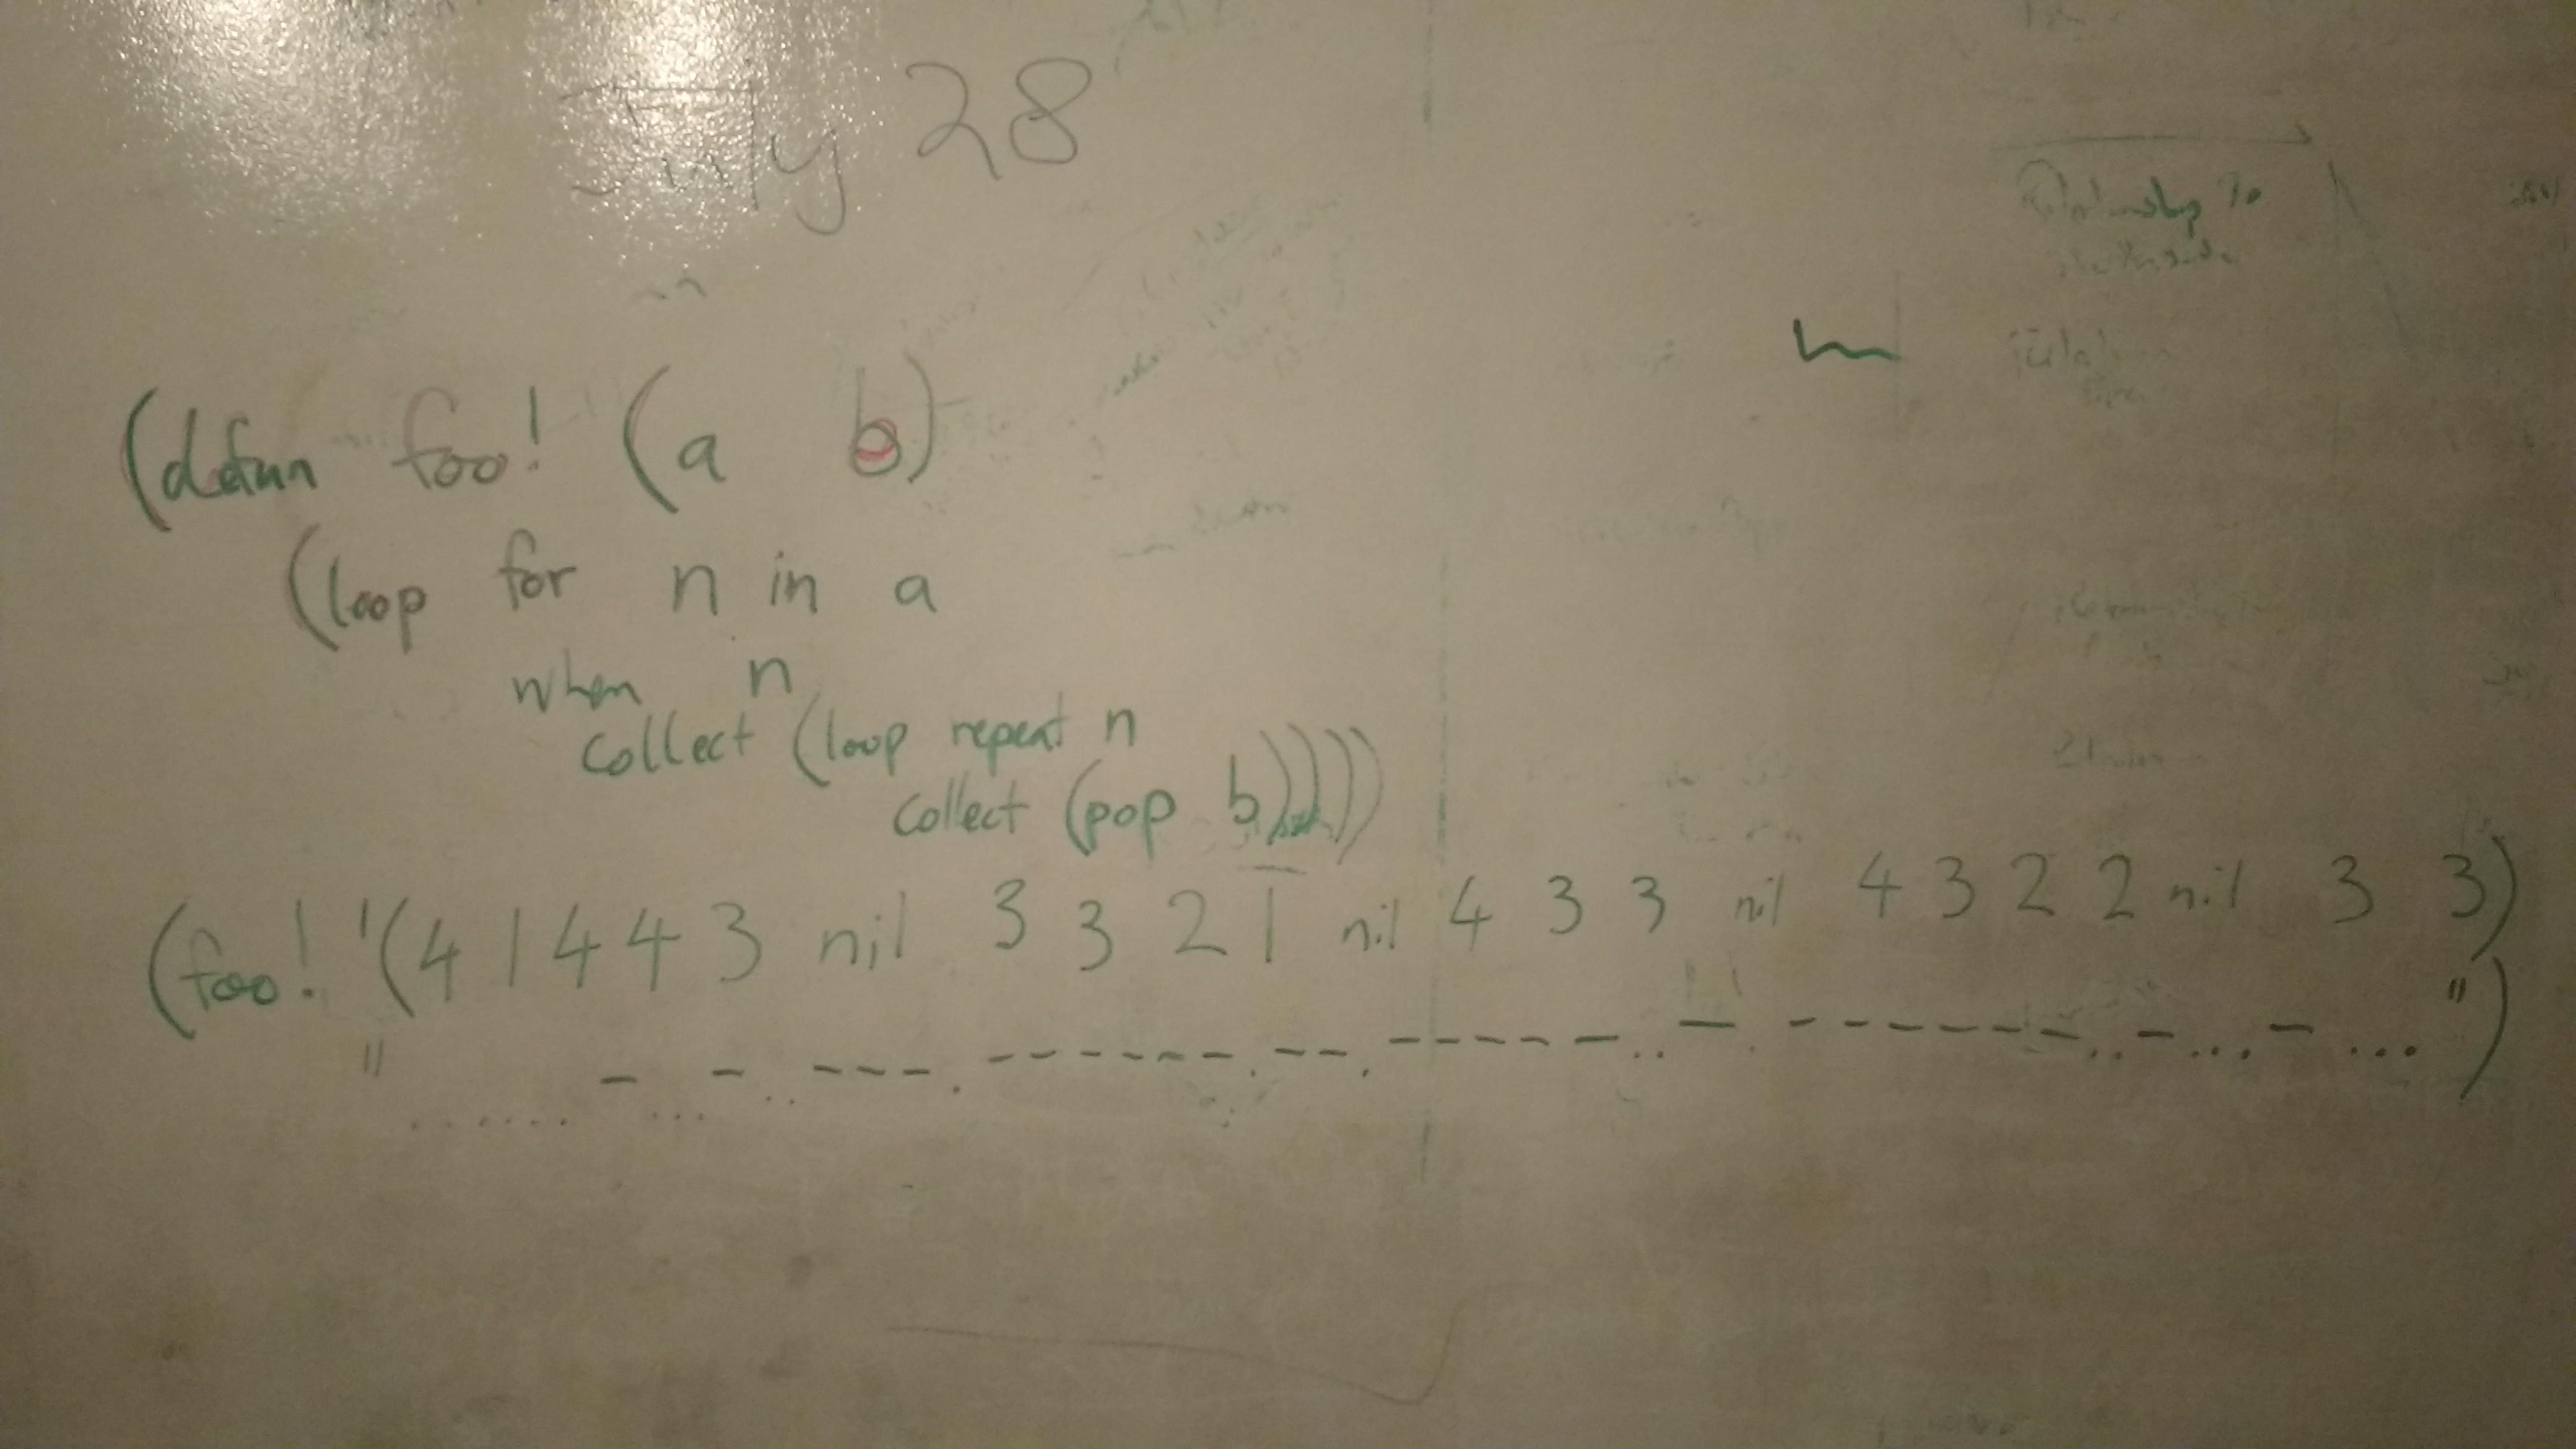 July 28
(defun foo! (a b)
(loop for n in a
when n
collect (loop repeat n
collect (pop b))))
(foo! '(4 1 4 4 3 nil 3 3 2 1 nil 4 3 3 nil 4 3 2 2 nil 3 3)
"......-...-..---.------.---.-----..-.------..-...-...")